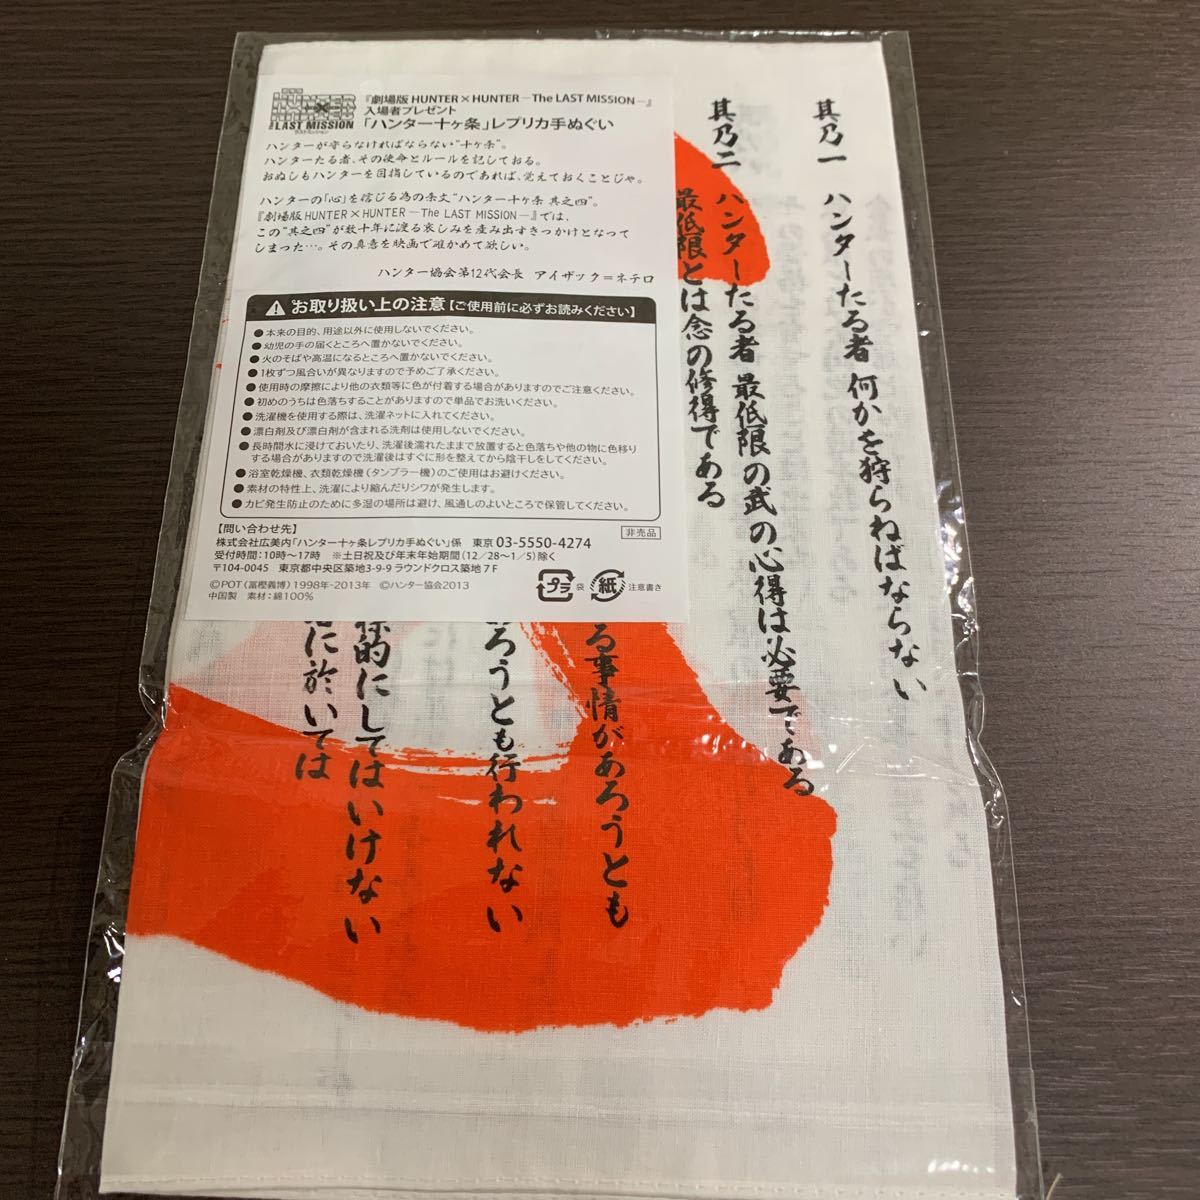 HUNTER×HUNTER
The LAST MISSION
ラストミッション
『劇場版 HUNTER×HUNTER ―The LAST MISSION―』
入場者プレゼント
「ハンター十ヶ条」レプリカ手ぬぐい
ハンターが守らなければならない“十ヶ条”。
ハンターたる者、その使命とルールを記しておる。
おぬしもハンターを目指しているのであれば、覚えておくことじゃ。
ハンターの「心」を信じる為の条文“ハンター十ヶ条 其之四”。
『劇場版 HUNTER×HUNTER ―The LAST MISSION―』では、
この“其之四”が数十年に渡る哀しみを産み出すきっかけとなって
しまった…。その真意を映画で確かめて欲しい。
ハンター協会第12代会長 アイザック＝ネテロ
お取り扱い上の注意【ご使用前に必ずお読みください】
●本来の目的、用途以外に使用しないでください。
●幼児の手の届くところへ置かないでください。
●火のそばや高温になるところへ置かないでください。
●1枚ずつ風合いが異なりますので予めご了承ください。
●使用時の摩擦により他の衣類等に色が付着する場合がありますのでご注意ください。
●初めのうちは色落ちすることがありますので単品でお洗いください。
●洗濯機を使用する際は、洗濯ネットに入れてください。
●漂白剤及び漂白剤が含まれる洗剤は使用しないでください。
●長時間水に浸けておいたり、洗濯後濡れたままで放置すると色落ちや他の物に色移り
する場合がありますので洗濯後はすぐに形を整えてから陰干しをしてください。
●浴室乾燥機、衣類乾燥機（タンブラー機）のご使用はお避けください。
●素材の特性上、洗濯により縮んだりシワが発生します。
●カビ発生防止のために多湿の場所は避け、風通しのよいところで保管してください。
【問い合わせ先】
非売品
株式会社広美内「ハンター十ヶ条レプリカ手ぬぐい」係 東京 03-5550-4274
受付時間：10時～17時 ※土日祝及び年末年始期間（12／28～1／5）除く
〒104-0045 東京都中央区築地3-9-9 ラウンドクロス築地7F
©POT（冨樫義博）1998年-2013年 ©ハンター協会2013
中国製 素材：綿100%
プラ 袋 紙 注意書き
其乃一 ハンターたる者 何かを狩らねばならない
其乃二 ハンターたる者 最低限の武の心得は必要である
最低限とは念の修得である
る事情があろうとも
ろうとも行われない
的にしてはいけない
に於いては